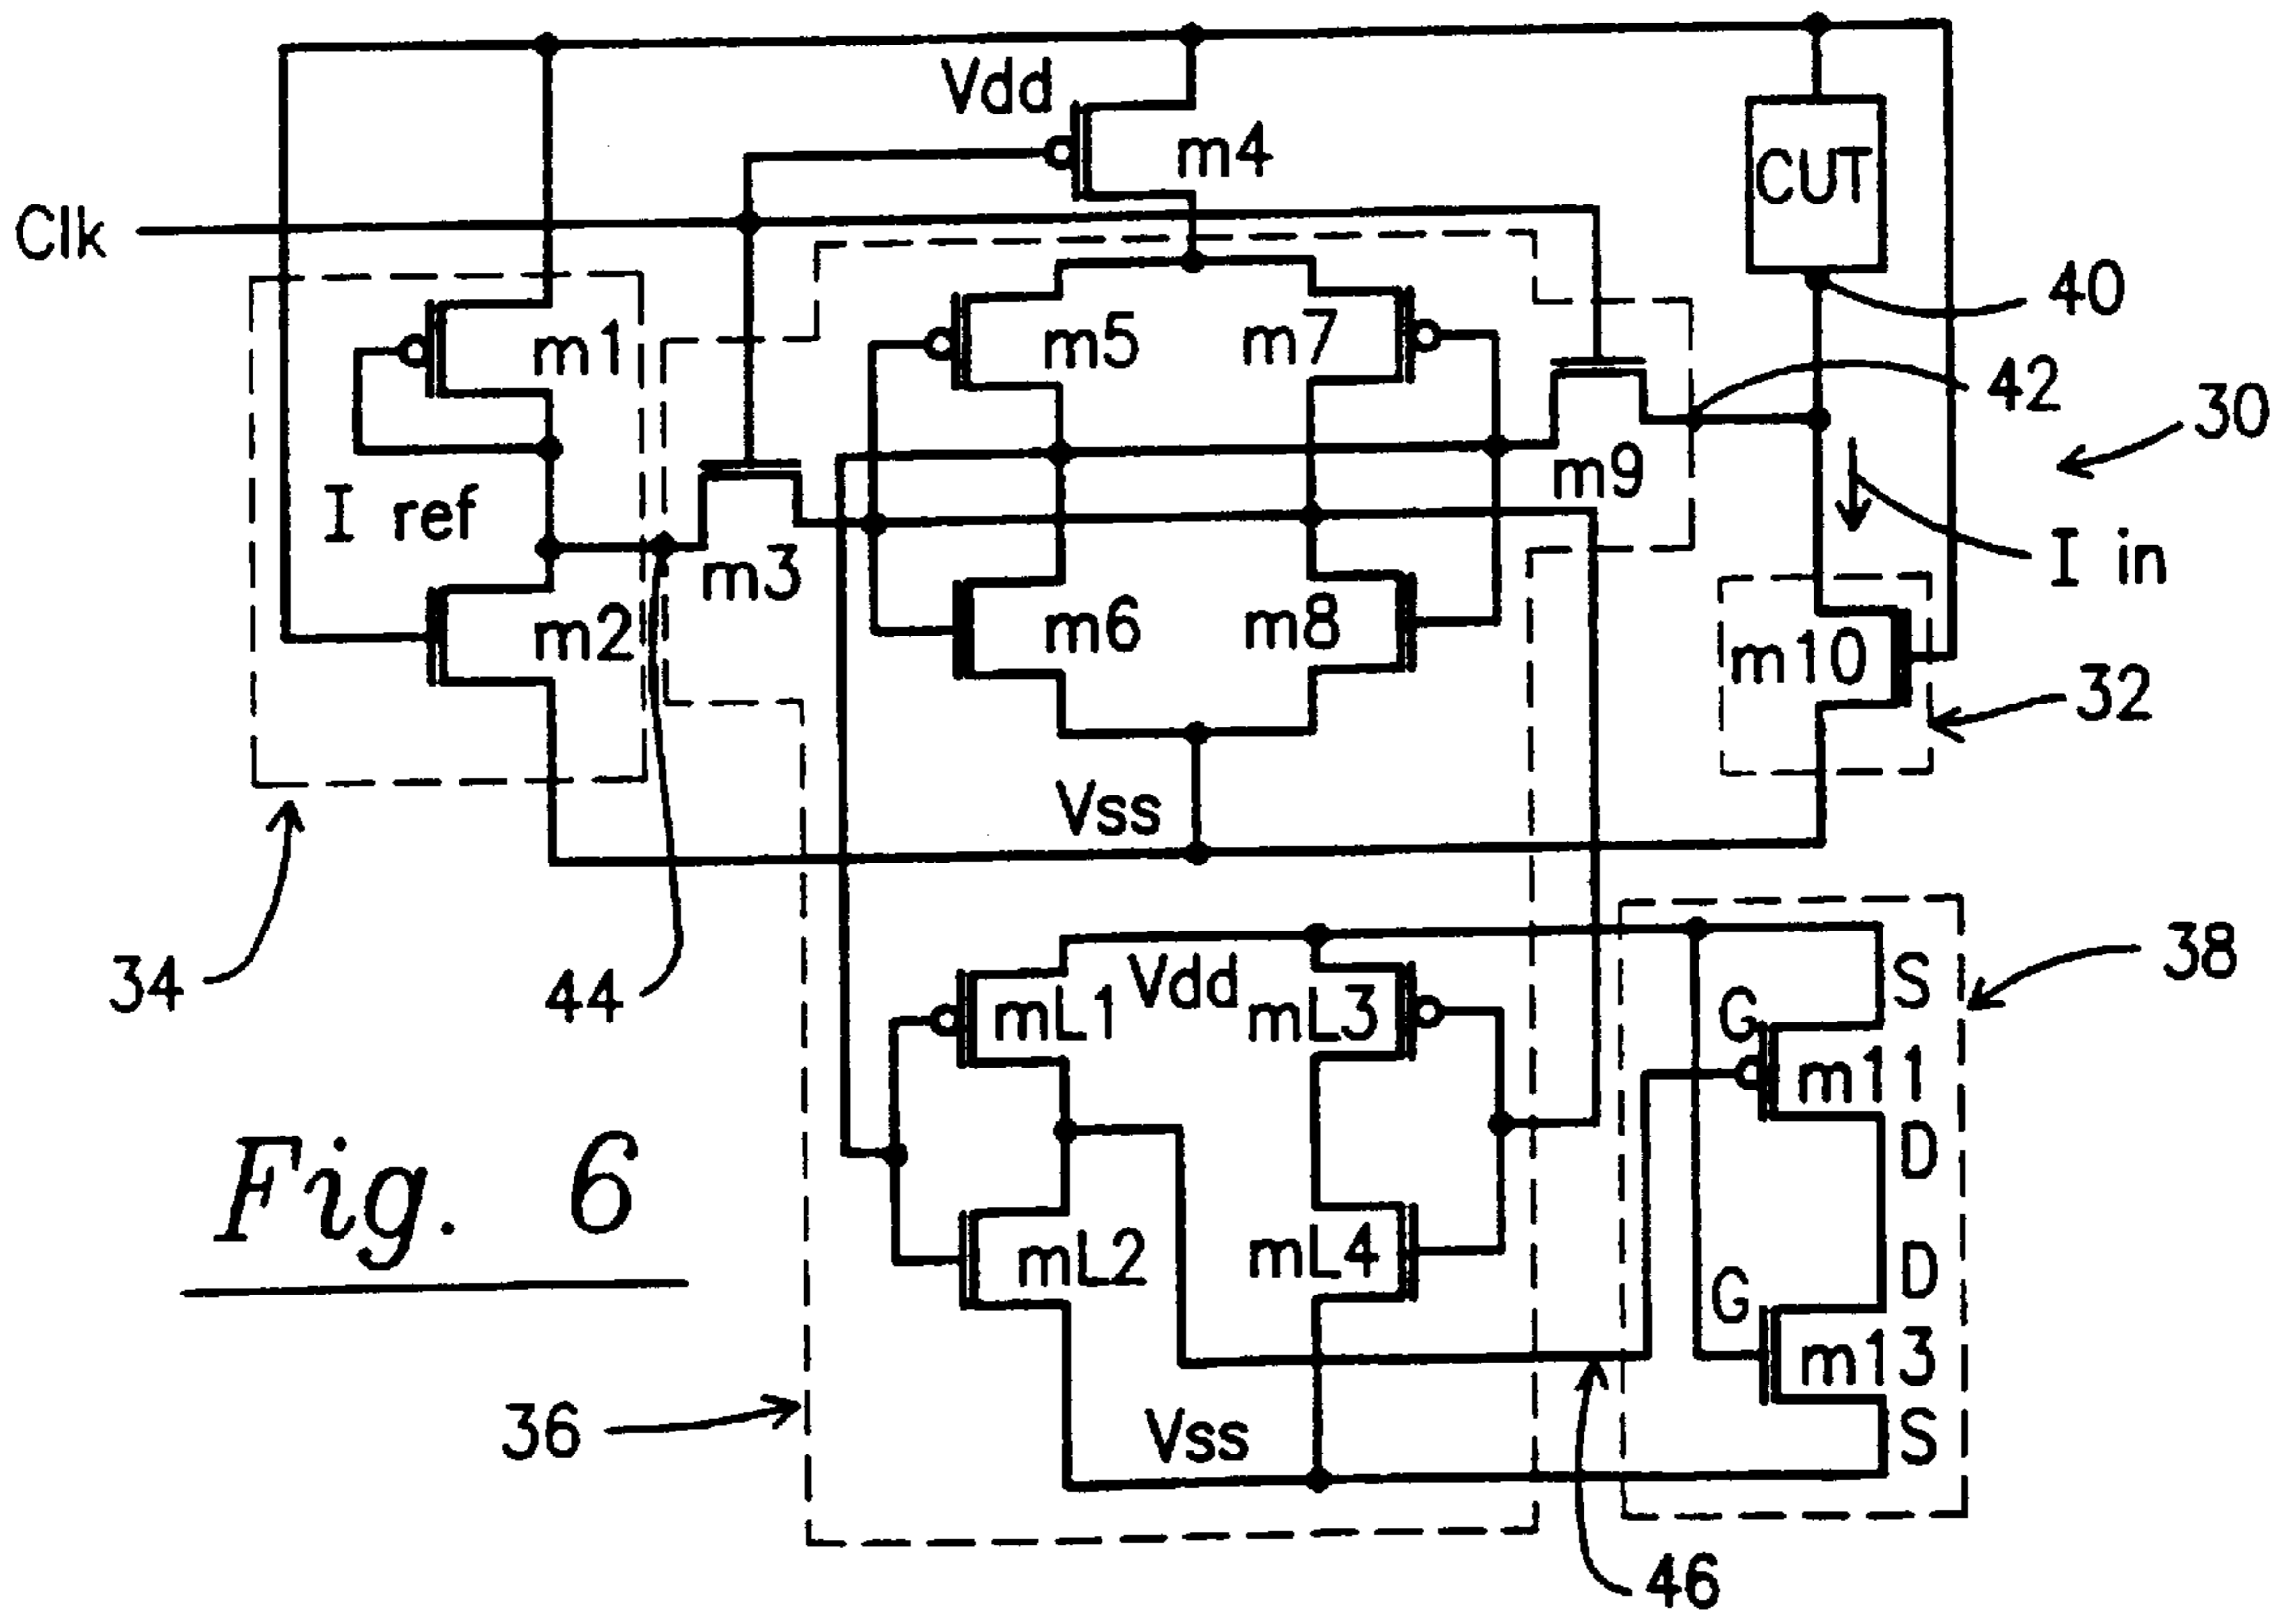 Vdd
m4
CUT
Clk
40
m1
m5
m7
42
30
I ref
m9
m3
I in
m2
m6
m8
m10
32
Vss
34
44
38
S
Vdd
mL1
mL3
G
m11
D
Fig. 6
mL2
mL4
D
G
m13
36
Vss
S
46